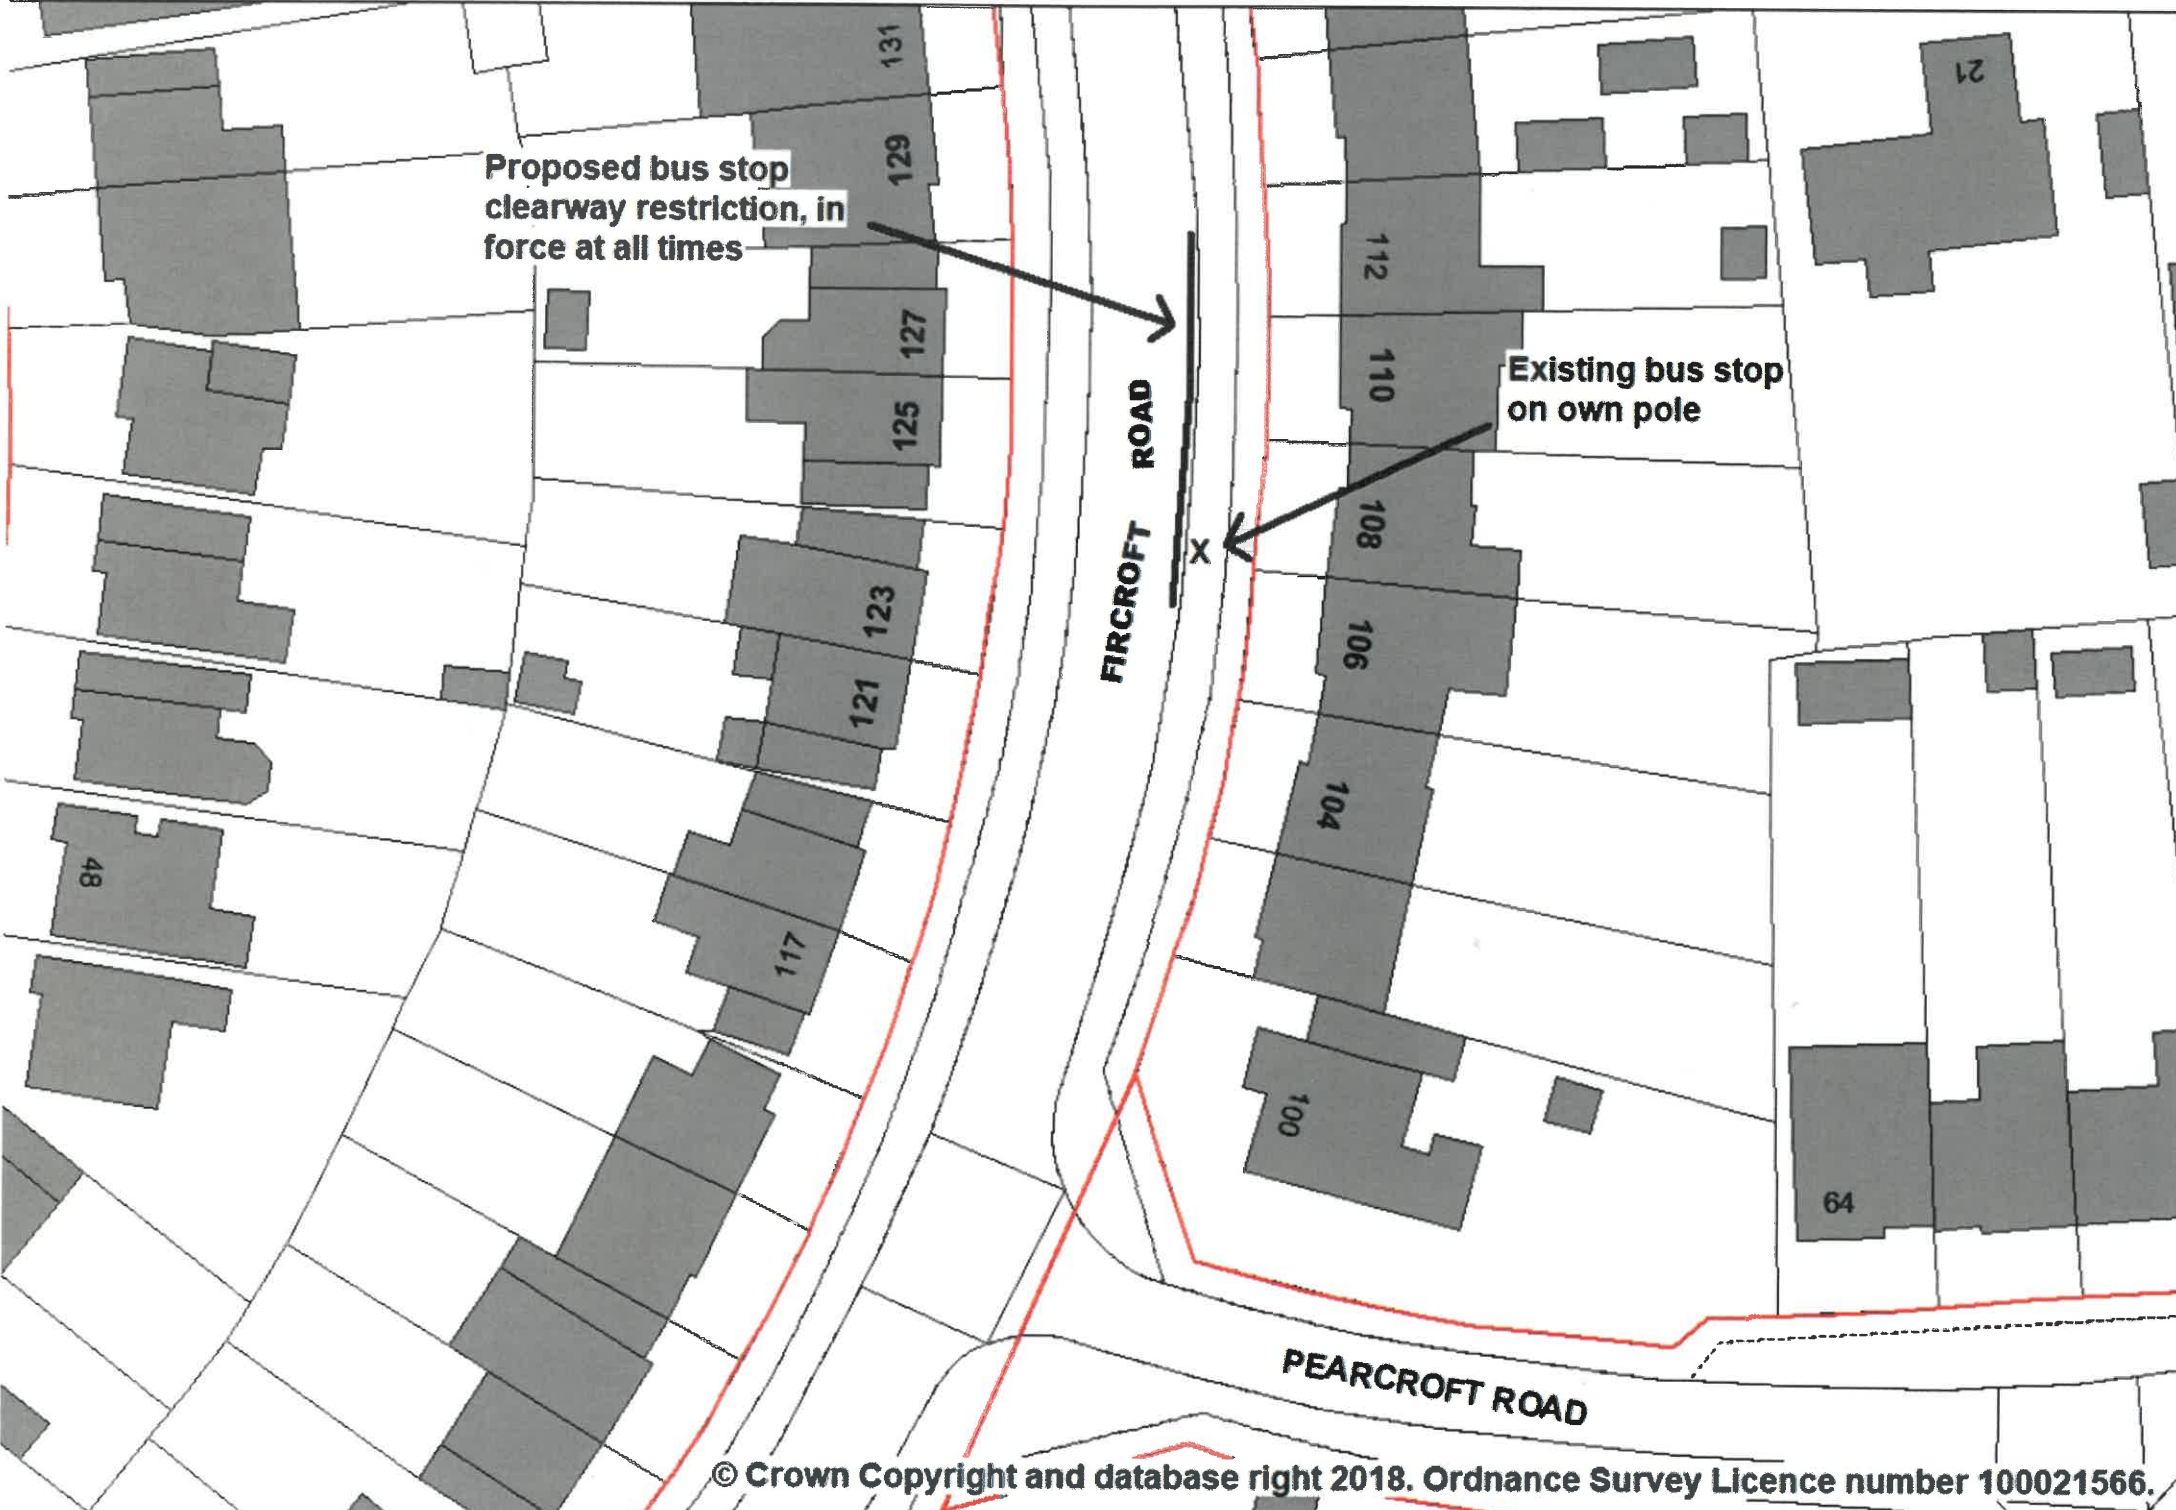 131
21
129
Proposed bus stop
clearway restriction, in
force at all times
112
127
110
Existing bus stop
on own pole
125
FIRCROFT ROAD
108
X
123
106
121
104
48
117
100
64
PEARCROFT ROAD
© Crown Copyright and database right 2018. Ordnance Survey Licence number 100021566.